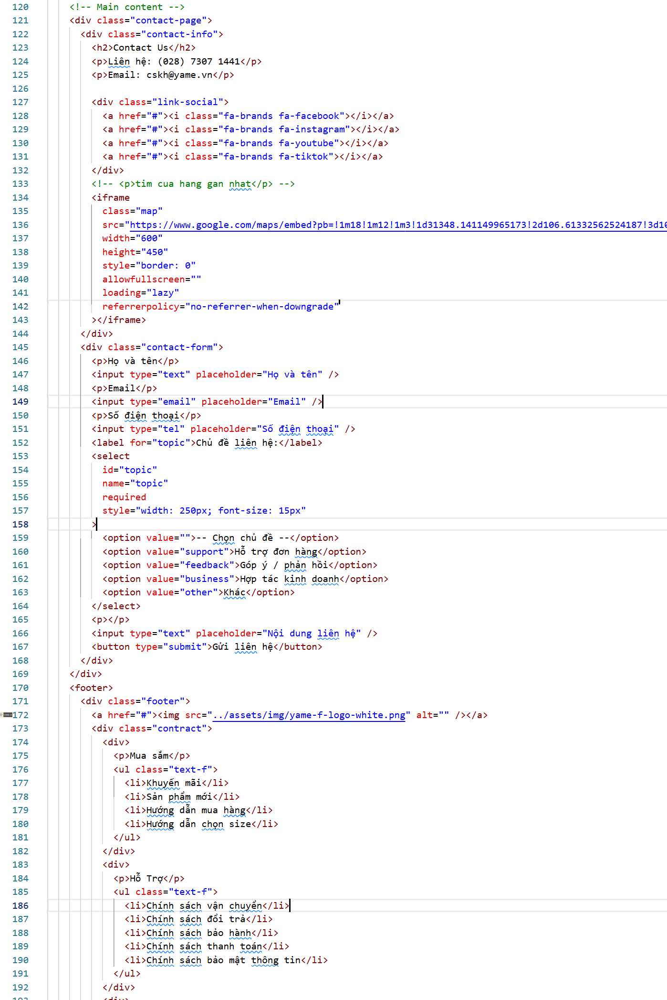 120 <!-- Main content -->
121 <div class="contact-page">
122 <div class="contact-info">
123 <h2>Contact Us</h2>
124 <p>Liên hệ: (028) 7307 1441</p>
125 <p>Email: cskh@yame.vn</p>
126
127 <div class="link-social">
128 <a href="#"><i class="fa-brands fa-facebook"></i></a>
129 <a href="#"><i class="fa-brands fa-instagram"></i></a>
130 <a href="#"><i class="fa-brands fa-youtube"></i></a>
131 <a href="#"><i class="fa-brands fa-tiktok"></i></a>
132 </div>
133 <!-- <p>tim cua hang gan nhat</p> -->
134 <iframe
135 class="map"
136 src="https://www.google.com/maps/embed?pb=!1m18!1m12!1m3!1d31348.141149965173!2d106.61332562524187!3d10
137 width="600"
138 height="450"
139 style="border: 0"
140 allowfullscreen=""
141 loading="lazy"
142 referrerpolicy="no-referrer-when-downgrade"
143 ></iframe>
144 </div>
145 <div class="contact-form">
146 <p>Họ và tên</p>
147 <input type="text" placeholder="Họ và tên" />
148 <p>Email</p>
149 <input type="email" placeholder="Email" />
150 <p>Số điện thoại</p>
151 <input type="tel" placeholder="Số điện thoại" />
152 <label for="topic">Chủ đề liên hệ:</label>
153 <select
154 id="topic"
155 name="topic"
156 required
157 style="width: 250px; font-size: 15px"
158 >
159 <option value="">-- Chọn chủ đề --</option>
160 <option value="support">Hỗ trợ đơn hàng</option>
161 <option value="feedback">Góp ý / phản hồi</option>
162 <option value="business">Hợp tác kinh doanh</option>
163 <option value="other">Khác</option>
164 </select>
165 <p></p>
166 <input type="text" placeholder="Nội dung liên hệ" />
167 <button type="submit">Gửi liên hệ</button>
168 </div>
169 </div>
170 <footer>
171 <div class="footer">
172 <a href="#"><img src="../assets/img/yame-f-logo-white.png" alt="" /></a>
173 <div class="contract">
174 <div>
175 <p>Mua sắm</p>
176 <ul class="text-f">
177 <li>Khuyến mãi</li>
178 <li>Sản phẩm mới</li>
179 <li>Hướng dẫn mua hàng</li>
180 <li>Hướng dẫn chọn size</li>
181 </ul>
182 </div>
183 <div>
184 <p>Hỗ Trợ</p>
185 <ul class="text-f">
186 <li>Chính sách vận chuyển</li>
187 <li>Chính sách đổi trả</li>
188 <li>Chính sách bảo hành</li>
189 <li>Chính sách thanh toán</li>
190 <li>Chính sách bảo mật thông tin</li>
191 </ul>
192 </div>
193 <div>